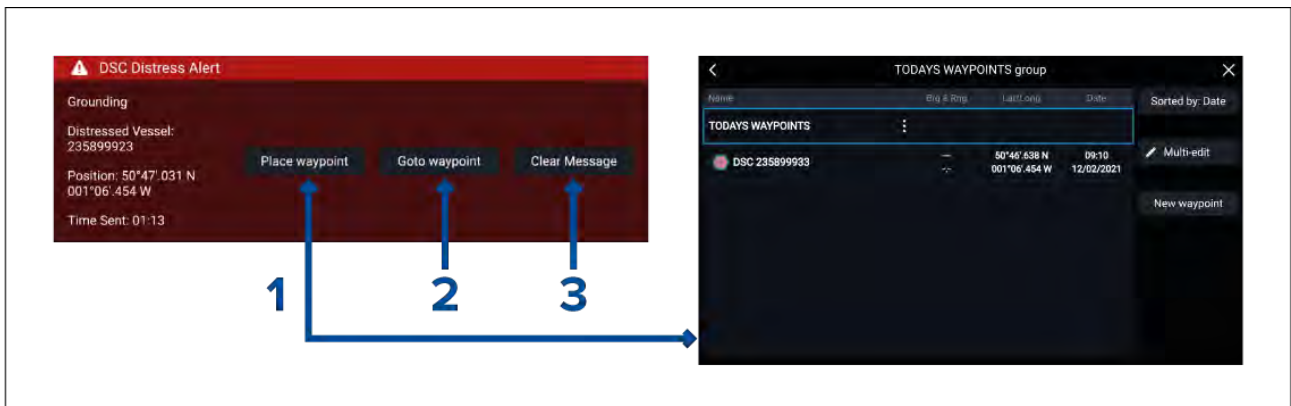 DSC Distress Alert
Grounding
Distressed Vessel:
235899923
Position: 50°47'.031 N
001°06'.454 W
Time Sent: 01:13
Place waypoint
Goto waypoint
Clear Message
1
2
3
TODAYS WAYPOINTS group
Name Brg & Rng Lat/Long Date
Sorted by: Date
TODAYS WAYPOINTS
DSC 235899933 --- 50°46'.638 N 09:10
-.- 001°06'.454 W 12/02/2021
Multi-edit
New waypoint